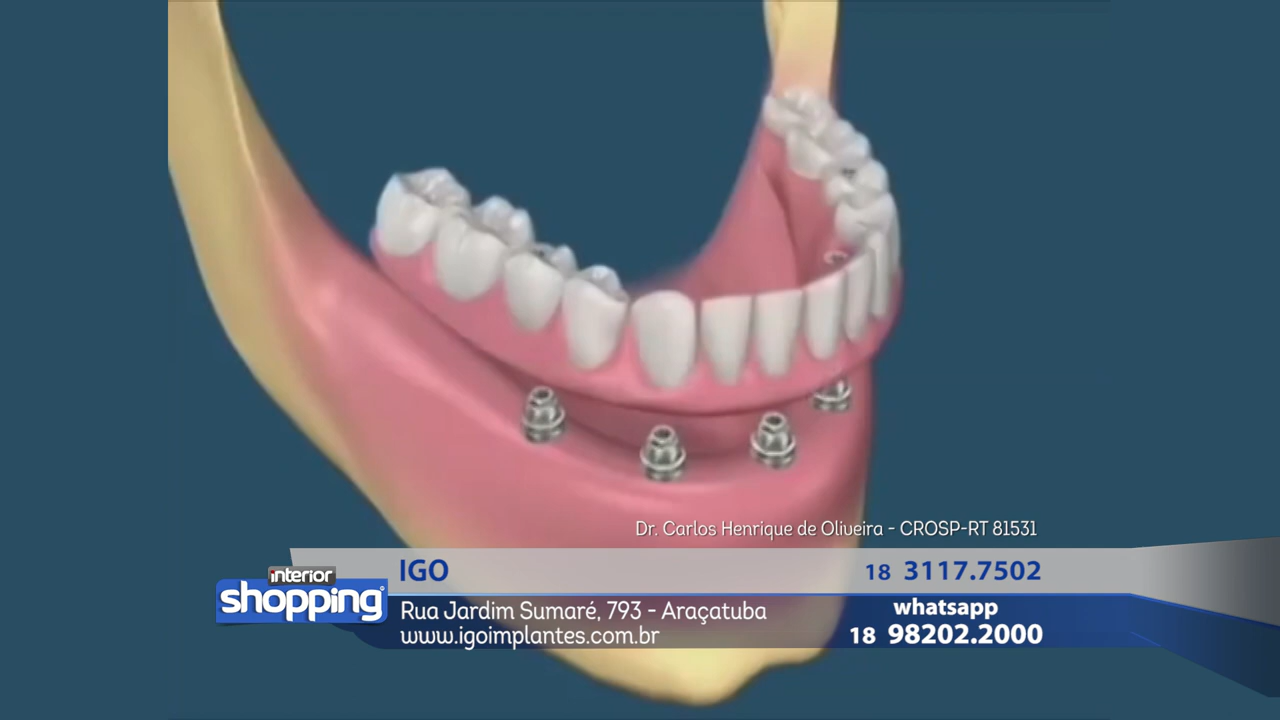 Dr. Carlos Henrique de Oliveira - CROSP-RT 81531
IGO
18 3117.7502
interior
shopping
Rua Jardim Sumaré, 793 - Araçatuba
www.igoimplantes.com.br
whatsapp
18 98202.2000